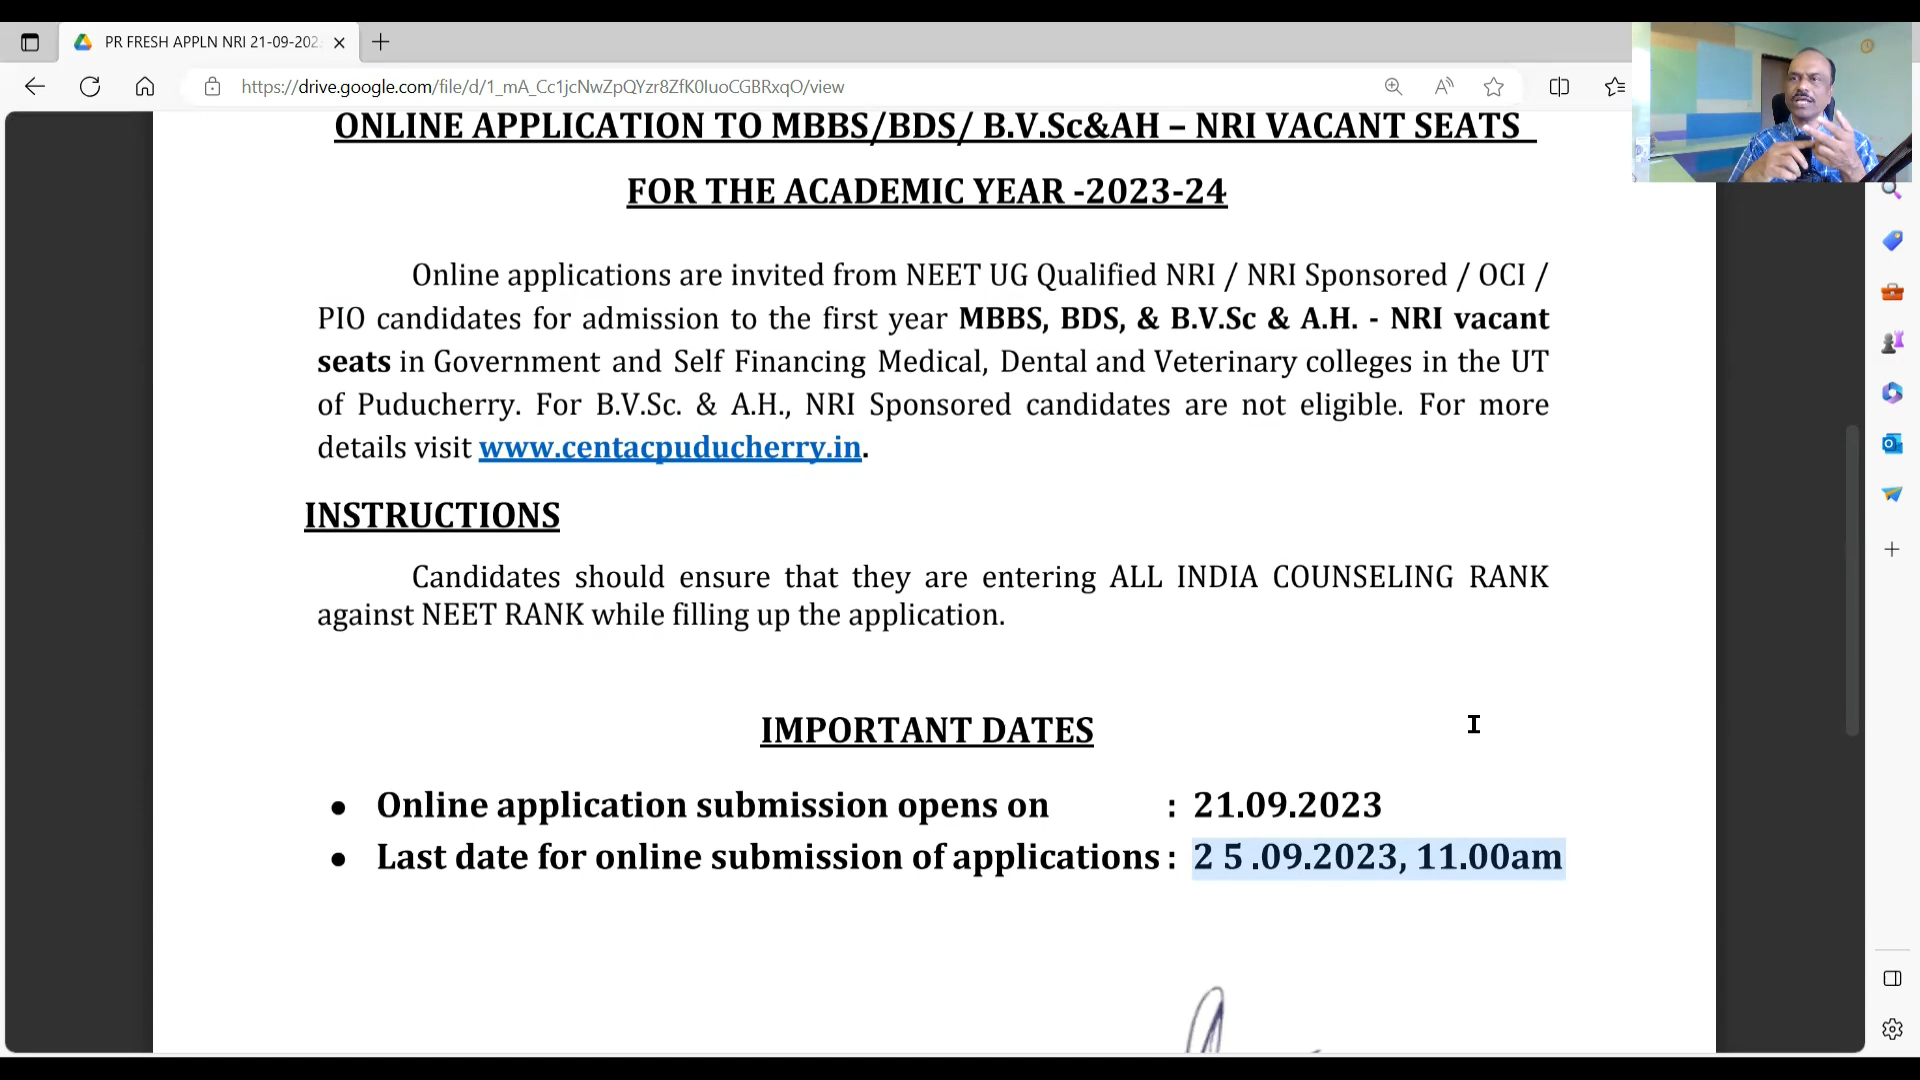 PR FRESH APPLN NRI 21-09-202
https://drive.google.com/file/d/1_mA_Cc1jcNwZpQYzr8ZfK0IuoCGBRxqO/view
ONLINE APPLICATION TO MBBS/BDS/ B.V.Sc&AH – NRI VACANT SEATS
FOR THE ACADEMIC YEAR -2023-24
Online applications are invited from NEET UG Qualified NRI / NRI Sponsored / OCI /
PIO candidates for admission to the first year MBBS, BDS, & B.V.Sc & A.H. - NRI vacant
seats in Government and Self Financing Medical, Dental and Veterinary colleges in the UT
of Puducherry. For B.V.Sc. & A.H., NRI Sponsored candidates are not eligible. For more
details visit www.centacpuducherry.in.
INSTRUCTIONS
Candidates should ensure that they are entering ALL INDIA COUNSELING RANK
against NEET RANK while filling up the application.
IMPORTANT DATES
• Online application submission opens on : 21.09.2023
• Last date for online submission of applications : 2 5 .09.2023, 11.00am